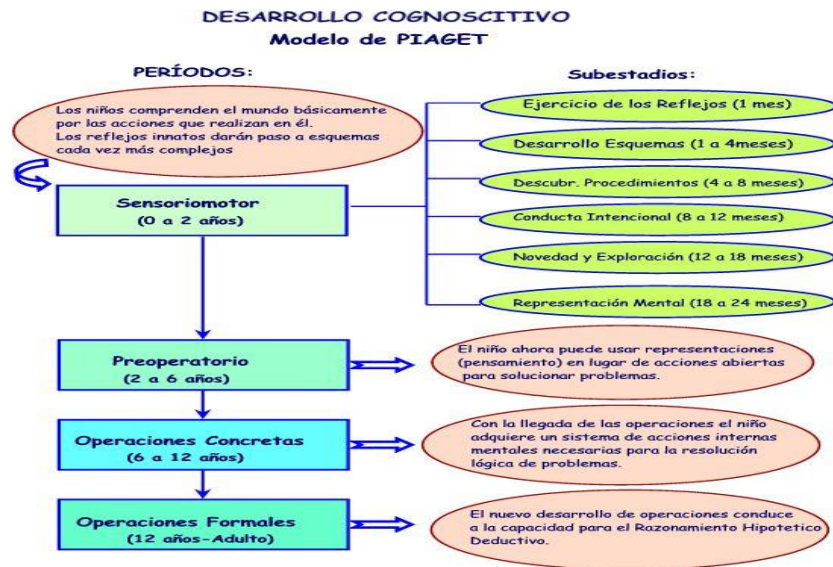 DESARROLLO COGNOSCITIVO
Modelo de PIAGET
PERÍODOS:
Los niños comprenden el mundo básicamente
por las acciones que realizan en él.
Los reflejos innatos darán paso a esquemas
cada vez más complejos
Sensoriomotor
(0 a 2 años)
Subestadios:
Ejercicio de los Reflejos (1 mes)
Desarrollo Esquemas (1 a 4meses)
Descubr. Procedimientos (4 a 8 meses)
Conducta Intencional (8 a 12 meses)
Novedad y Exploración (12 a 18 meses)
Representación Mental (18 a 24 meses)
Preoperatorio
(2 a 6 años)
El niño ahora puede usar representaciones
(pensamiento) en lugar de acciones abiertas
para solucionar problemas.
Operaciones Concretas
(6 a 12 años)
Con la llegada de las operaciones el niño
adquiere un sistema de acciones internas
mentales necesarias para la resolución
lógica de problemas.
Operaciones Formales
(12 años-Adulto)
El nuevo desarrollo de operaciones conduce
a la capacidad para el Razonamiento Hipotetico
Deductivo.